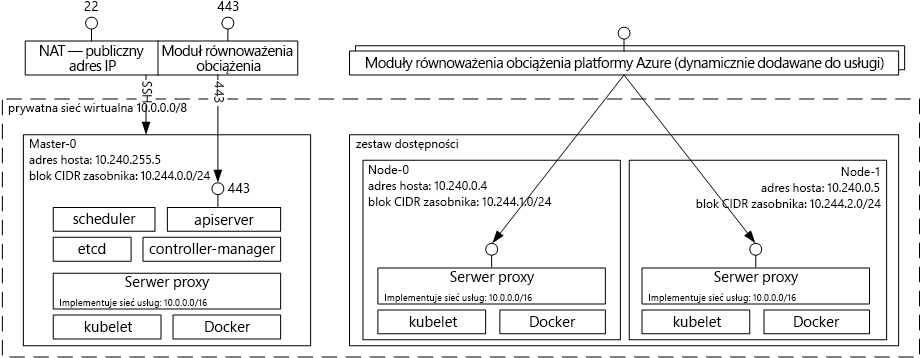 22
443
NAT — publiczny
adres IP
Moduł równoważenia
obciążenia
SSH
443
Moduły równoważenia obciążenia platformy Azure (dynamicznie dodawane do usługi)
prywatna sieć wirtualna 10.0.0.0/8
Master-0
adres hosta: 10.240.255.5
blok CIDR zasobnika: 10.244.0.0/24
443
scheduler
apiserver
etcd
controller-manager
Serwer proxy
Implementuje sieć usług: 10.0.0.0/16
kubelet
Docker
zestaw dostępności
Node-0
adres hosta: 10.240.0.4
blok CIDR zasobnika: 10.244.1.0/24
Serwer proxy
Implementuje sieć usług: 10.0.0.0/16
kubelet
Docker
Node-1
adres hosta: 10.240.0.5
blok CIDR zasobnika: 10.244.2.0/24
Serwer proxy
Implementuje sieć usług: 10.0.0.0/16
kubelet
Docker